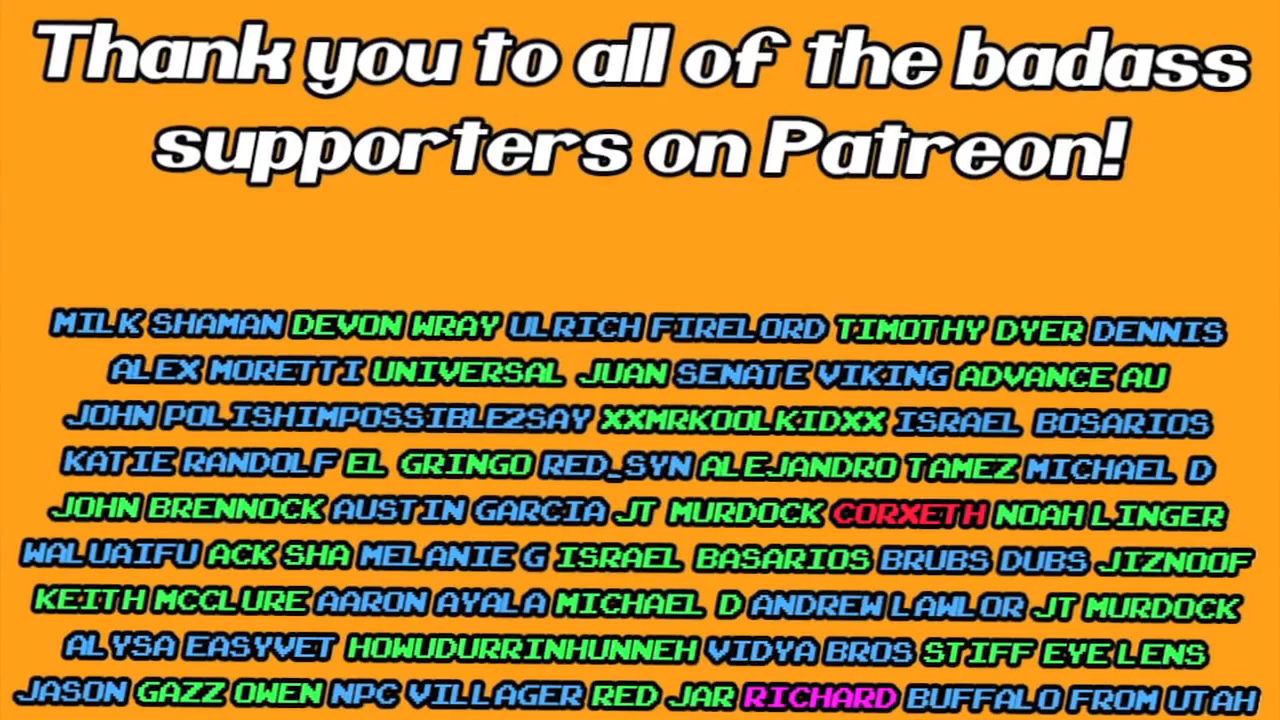 Thank you to all of the badass
supporters on Patreon!
MILK SHAMAN DEVON WRAY ULRICH FIRELORD TIMOTHY DYER DENNIS
ALEX MORETTI UNIVERSAL JUAN SENATE VIKING ADVANCE AU
JOHN POLISHIMPOSSIBLE2SAY XXMRKOOLKIDXX ISRAEL BOSARIOS
KATIE RANDOLF EL GRINGO RED_SYN ALEJANDRO TAMEZ MICHAEL D
JOHN BRENNOCK AUSTIN GARCIA JT MURDOCK CORXETH NOAH LINGER
WALUAIFU ACK SHA MELANIE G ISRAEL BASARIOS BRUBS DUBS JIZNOOF
KEITH MCCLURE AARON AYALA MICHAEL D ANDREW LAWLOR JT MURDOCK
ALYSA EASYVET HOWUDURRINHUNNEH VIDYA BROS STIFF EYE LENS
JASON GAZZ OWEN NPC VILLAGER RED JAR RICHARD BUFFALO FROM UTAH